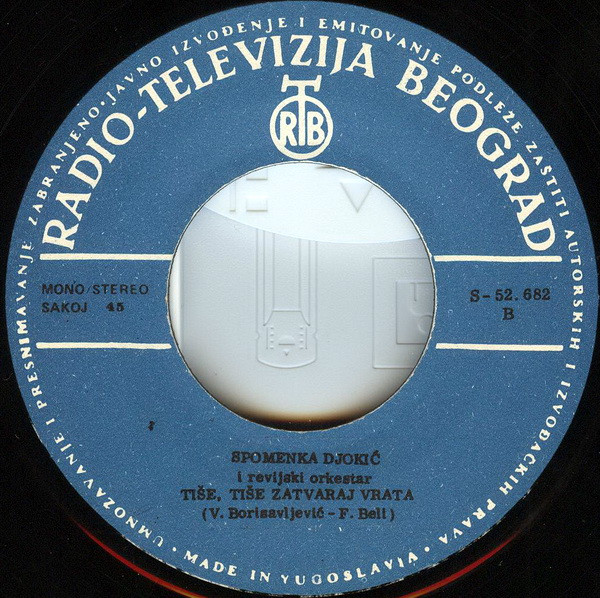 UMNOŽAVANJE I PRESNIMAVANJE ZABRANJENO • JAVNO IZVOĐENJE I EMITOVANJE PODLEŽE ZAŠTITI AUTORSKIH I IZVOĐAČKIH PRAVA •
RADIO-TELEVIZIJA BEOGRAD
RTB
MONO/STEREO
SAKOJ 45
S-52.682
B
SPOMENKA DJOKIĆ
i revijski orkestar
TIŠE, TIŠE ZATVARAJ VRATA
(V. Borisavljević - F. Beli)
MADE IN YUGOSLAVIA •